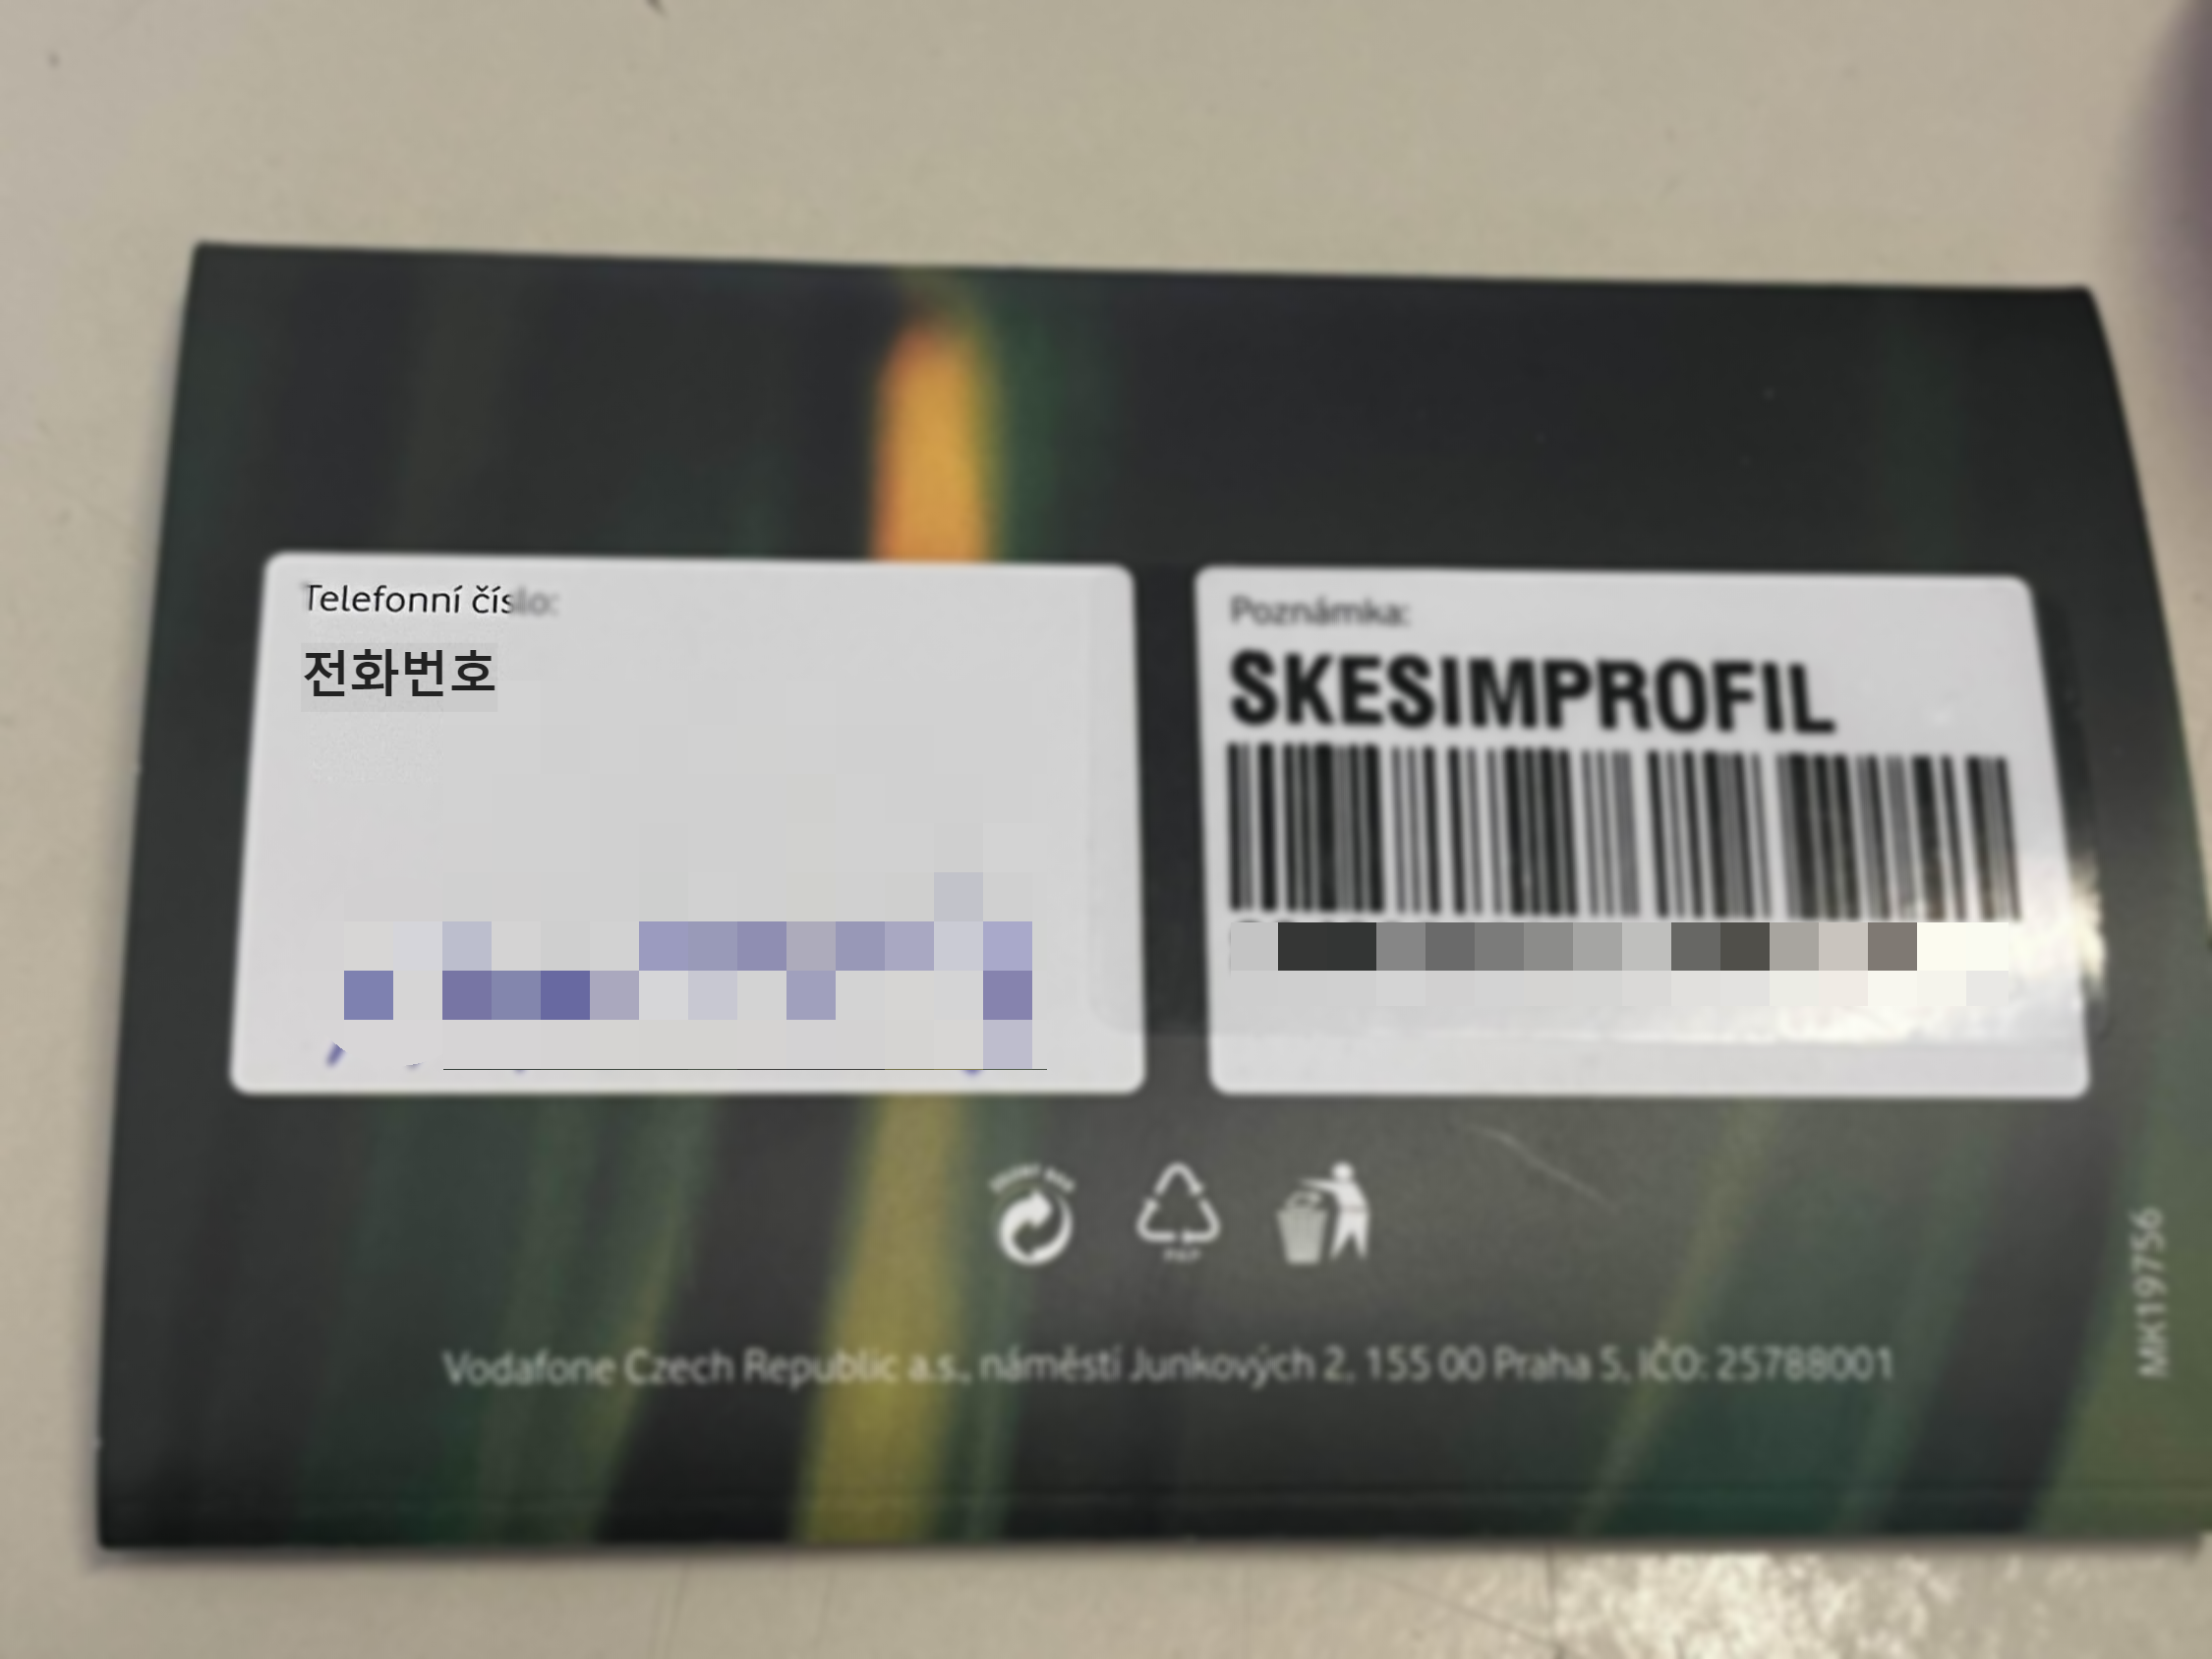 Telefonní číslo:
전화번호
Poznámka:
SKESIMPROFIL
PAP
Vodafone Czech Republic a.s., náměstí Junkových 2, 155 00 Praha 5, IČO: 25788001
MK19756